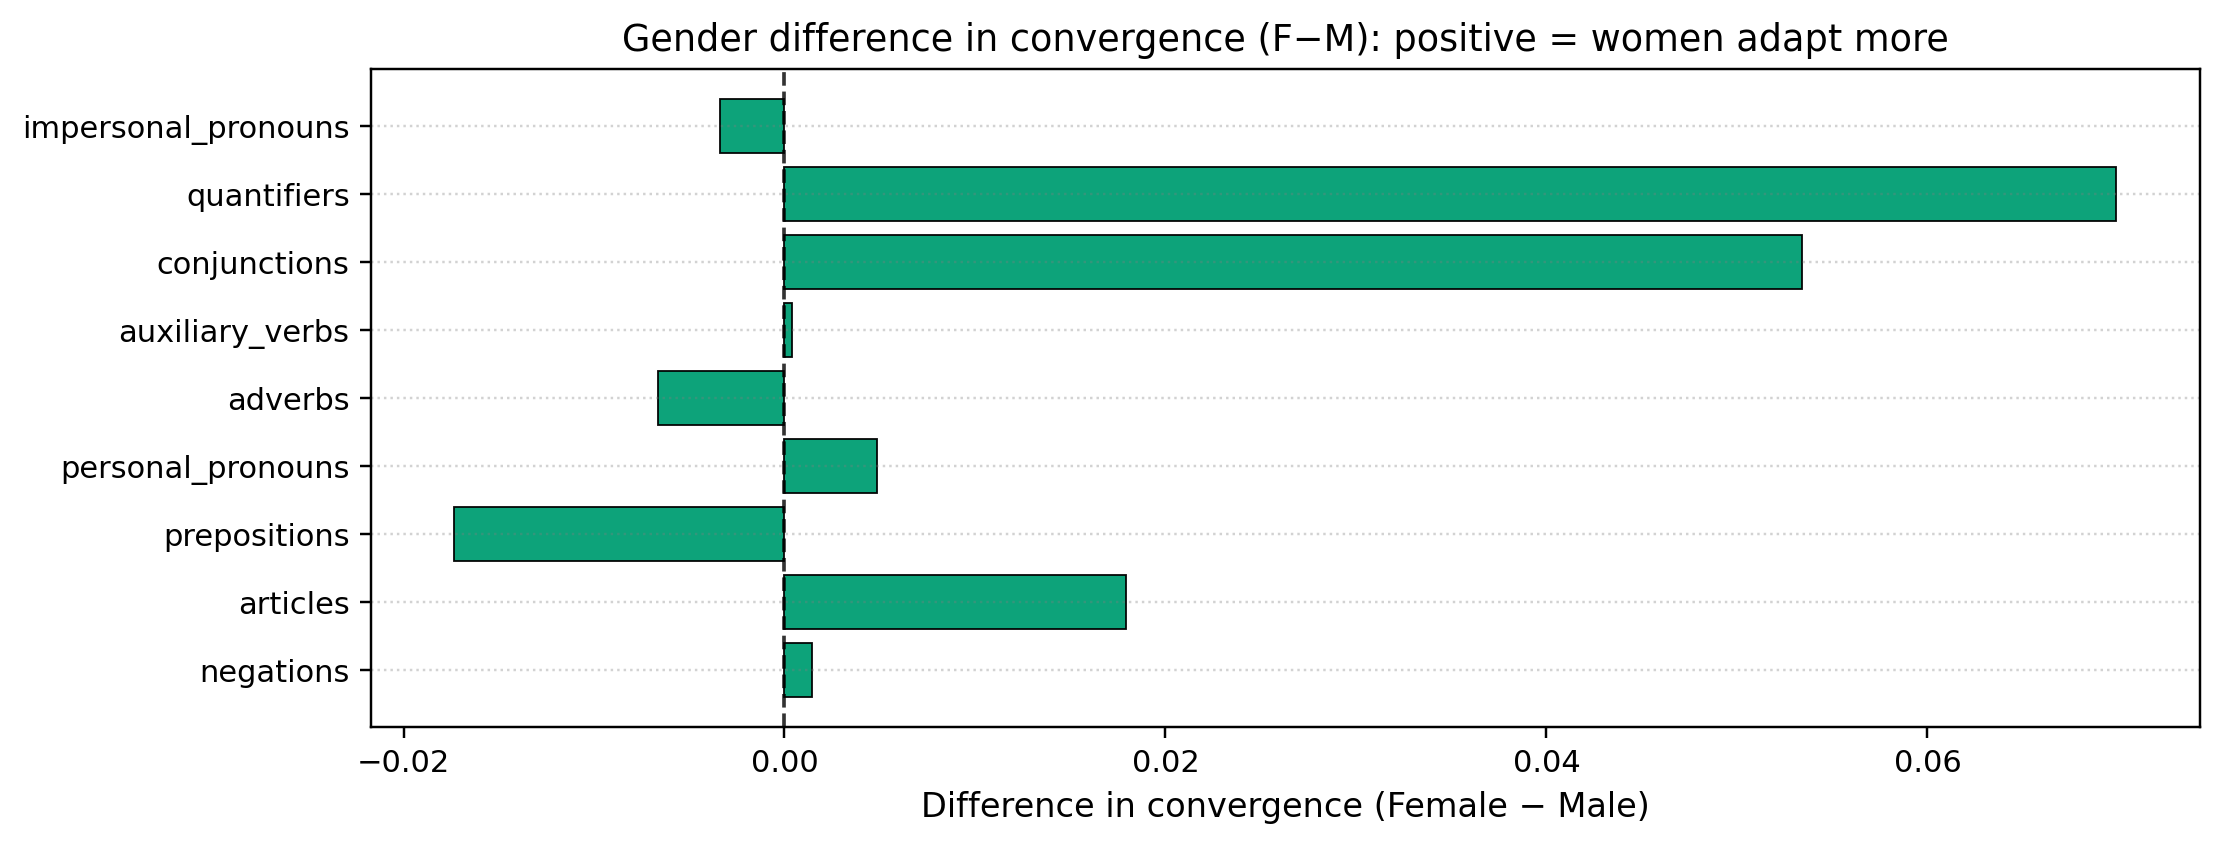 Gender difference in convergence (F−M): positive = women adapt more
impersonal_pronouns
quantifiers
conjunctions
auxiliary_verbs
adverbs
personal_pronouns
prepositions
articles
negations
−0.02 0.00 0.02 0.04 0.06
Difference in convergence (Female − Male)